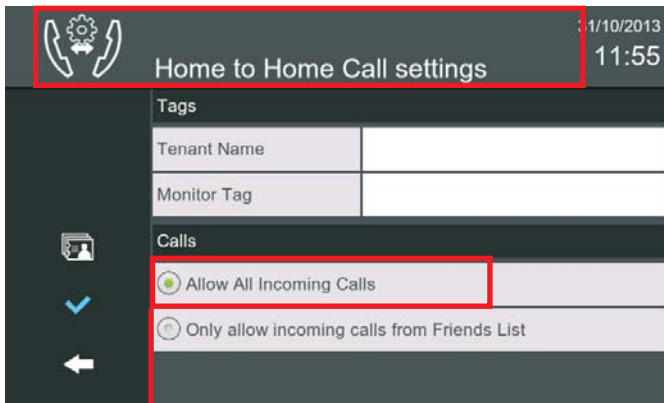 31/10/2013
11:55
Home to Home Call settings
Tags
Tenant Name
Monitor Tag
Calls
Allow All Incoming Calls
Only allow incoming calls from Friends List